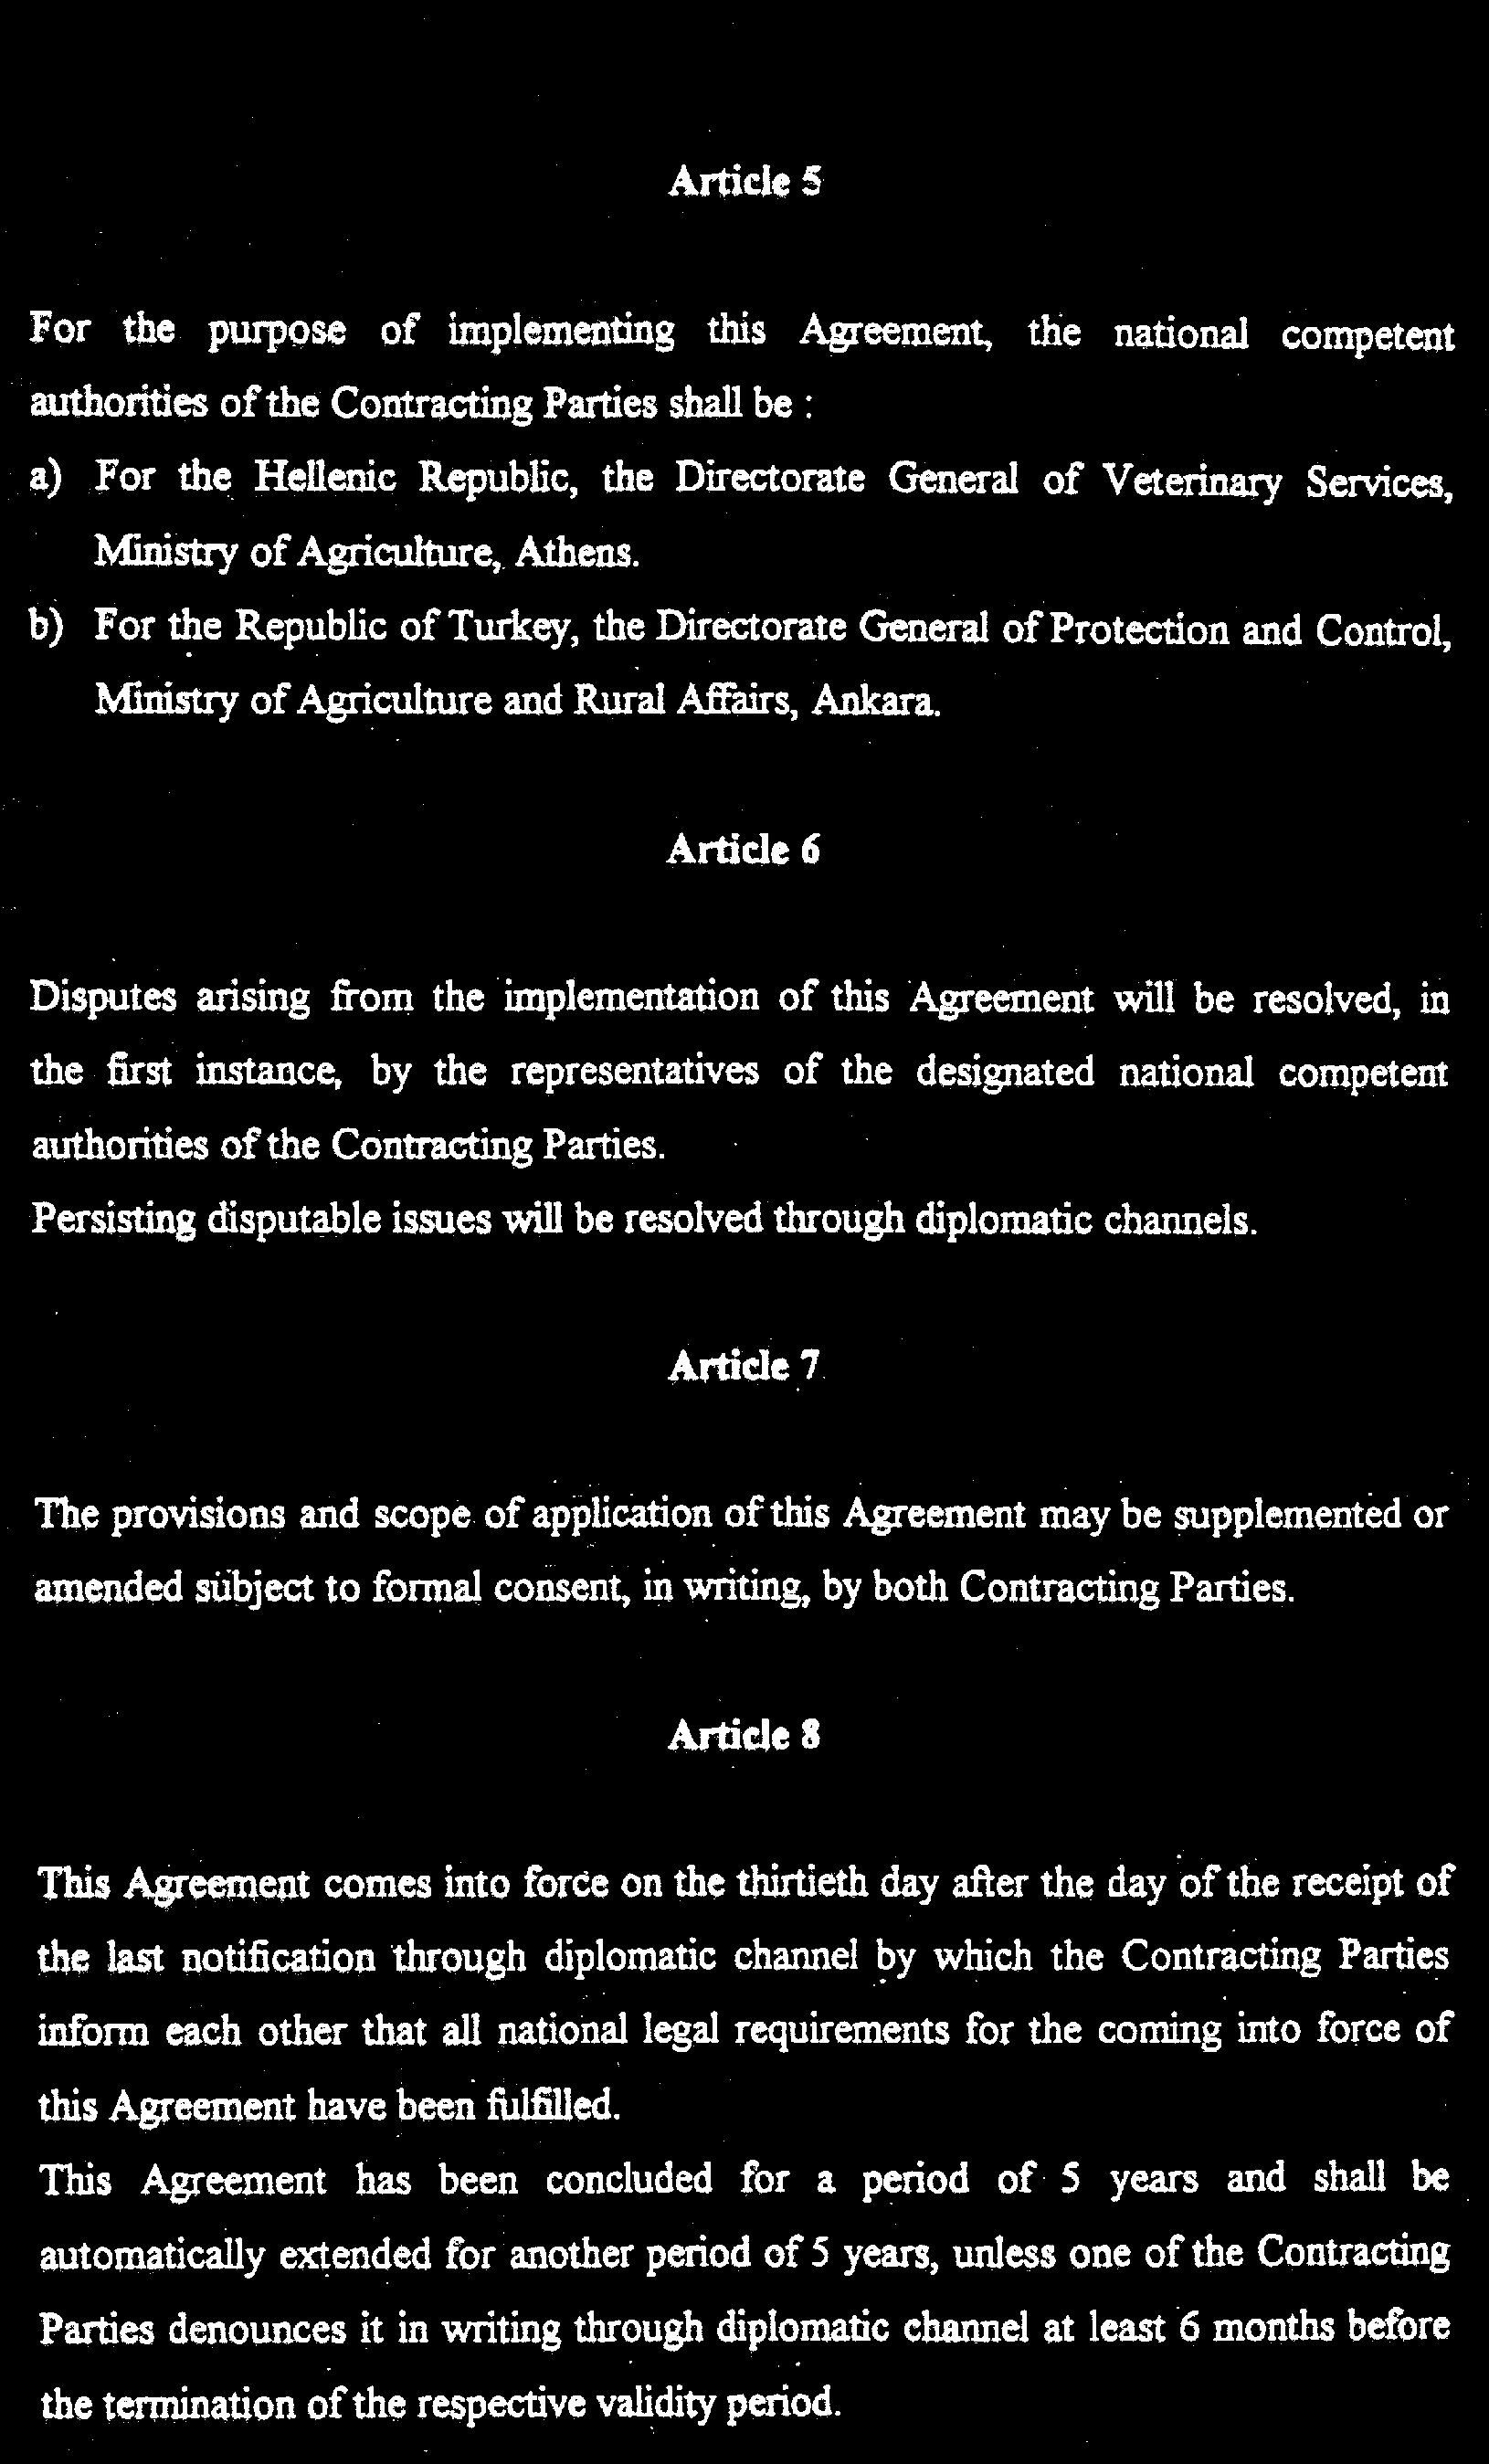 Article 5
For the purpose of implementing this Agreement, the national competent
authorities of the Contracting Parties shall be :
a) For the Hellenic Republic, the Directorate General of Veterinary Services,
Ministry of Agriculture, Athens.
b) For the Republic of Turkey, the Directorate General of Protection and Control,
Ministry of Agriculture and Rural Affairs, Ankara.
Article 6
Disputes arising from the implementation of this Agreement will be resolved, in
the first instance, by the representatives of the designated national competent
authorities of the Contracting Parties.
Persisting disputable issues will be resolved through diplomatic channels.
Article 7
The provisions and scope of application of this Agreement may be supplemented or
amended subject to formal consent, in writing, by both Contracting Parties.
Article 8
This Agreement comes into force on the thirtieth day after the day of the receipt of
the last notification through diplomatic channel by which the Contracting Parties
inform each other that all national legal requirements for the coming into force of
this Agreement have been fulfilled.
This Agreement has been concluded for a period of 5 years and shall be
automatically extended for another period of 5 years, unless one of the Contracting
Parties denounces it in writing through diplomatic channel at least 6 months before
the termination of the respective validity period.